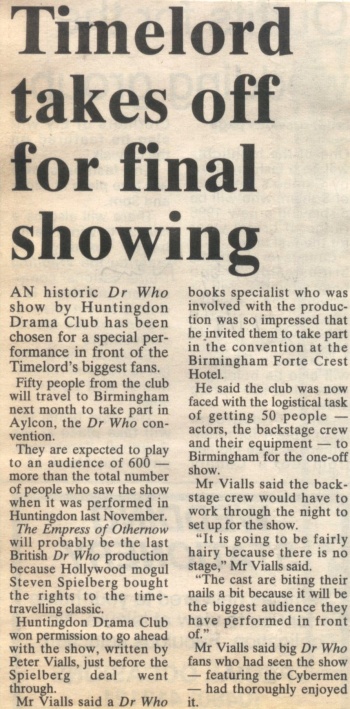 Timelord
takes off
for final
showing
AN historic Dr Who
show by Huntingdon
Drama Club has been
chosen for a special per-
formance in front of the
Timelord's biggest fans.
Fifty people from the club
will travel to Birmingham
next month to take part in
Aylcon, the Dr Who con-
vention.
They are expected to play
to an audience of 600 —
more than the total number
of people who saw the show
when it was performed in
Huntingdon last November.
The Empress of Othernow
will probably be the last
British Dr Who production
because Hollywood mogul
Steven Spielberg bought
the rights to the time-
travelling classic.
Huntingdon Drama Club
won permission to go ahead
with the show, written by
Peter Vialls, just before the
Spielberg deal went
through.
Mr Vialls said a Dr Who
books specialist who was
involved with the produc-
tion was so impressed that
he invited them to take part
in the convention at the
Birmingham Forte Crest
Hotel.
He said the club was now
faced with the logistical task
of getting 50 people —
actors, the backstage crew
and their equipment — to
Birmingham for the one-off
show.
Mr Vialls said the back-
stage crew would have to
work through the night to
set up for the show.
"It is going to be fairly
hairy because there is no
stage," Mr Vialls said.
"The cast are biting their
nails a bit because it will be
the biggest audience they
have performed in front
of."
Mr Vialls said big Dr Who
fans who had seen the show
— featuring the Cybermen
— had thoroughly enjoyed
it.